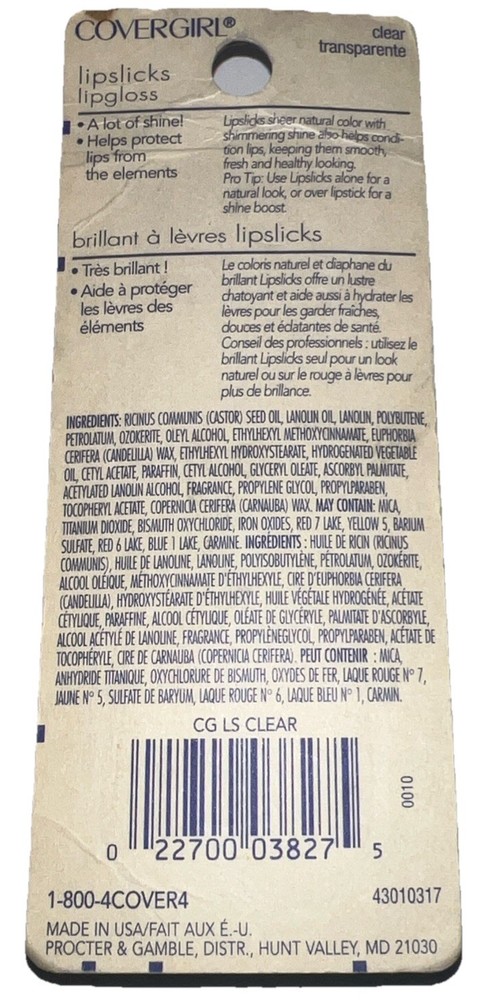 COVERGIRL®
clear
transparente
lipslicks
lipgloss
• A lot of shine!
• Helps protect
lips from
the elements
Lipslicks sheer natural color with
shimmering shine also helps condi-
tion lips, keeping them smooth,
fresh and healthy looking.
Pro Tip: Use Lipslicks alone for a
natural look, or over lipstick for a
shine boost.
brillant à lèvres lipslicks
• Très brillant !
• Aide à protéger
les lèvres des
éléments
Le coloris naturel et diaphane du
brillant Lipslicks offre un lustre
chatoyant et aide aussi à hydrater les
lèvres pour les garder fraîches,
douces et éclatantes de santé.
Conseil des professionnels : utilisez le
brillant Lipslicks seul pour un look
naturel ou sur le rouge à lèvres pour
plus de brillance.
INGREDIENTS: RICINUS COMMUNIS (CASTOR) SEED OIL, LANOLIN OIL, LANOLIN, POLYBUTENE,
PETROLATUM, OZOKERITE, OLEYL ALCOHOL, ETHYLHEXYL METHOXYCINNAMATE, EUPHORBIA
CERIFERA (CANDELILLA) WAX, ETHYLHEXYL HYDROXYSTEARATE, HYDROGENATED VEGETABLE
OIL, CETYL ACETATE, PARAFFIN, CETYL ALCOHOL, GLYCERYL OLEATE, ASCORBYL PALMITATE,
ACETYLATED LANOLIN ALCOHOL, FRAGRANCE, PROPYLENE GLYCOL, PROPYLPARABEN,
TOCOPHERYL ACETATE, COPERNICIA CERIFERA (CARNAUBA) WAX. MAY CONTAIN: MICA,
TITANIUM DIOXIDE, BISMUTH OXYCHLORIDE, IRON OXIDES, RED 7 LAKE, YELLOW 5, BARIUM
SULFATE, RED 6 LAKE, BLUE 1 LAKE, CARMINE. INGRÉDIENTS : HUILE DE RICIN (RICINUS
COMMUNIS), HUILE DE LANOLINE, LANOLINE, POLYISOBUTYLÈNE, PÉTROLATUM, OZOKÉRITE,
ALCOOL OLÉIQUE, MÉTHOXYCINNAMATE D'ÉTHYLHEXYLE, CIRE D'EUPHORBIA CERIFERA
(CANDELILLA), HYDROXYSTÉARATE D'ÉTHYLHEXYLE, HUILE VÉGÉTALE HYDROGÉNÉE, ACÉTATE
CÉTYLIQUE, PARAFFINE, ALCOOL CÉTYLIQUE, OLÉATE DE GLYCÉRYLE, PALMITATE D'ASCORBYLE,
ALCOOL ACÉTYLÉ DE LANOLINE, FRAGRANCE, PROPYLÈNEGLYCOL, PROPYLPARABEN, ACÉTATE DE
TOCOPHÉRYLE, CIRE DE CARNAUBA (COPERNICIA CERIFERA). PEUT CONTENIR : MICA,
ANHYDRIDE TITANIQUE, OXYCHLORURE DE BISMUTH, OXYDES DE FER, LAQUE ROUGE N° 7,
JAUNE N° 5, SULFATE DE BARYUM, LAQUE ROUGE N° 6, LAQUE BLEU N° 1, CARMIN.
CG LS CLEAR
0010
0 22700 03827 5
1-800-4COVER4
43010317
MADE IN USA/FAIT AUX É.-U.
PROCTER & GAMBLE, DISTR., HUNT VALLEY, MD 21030